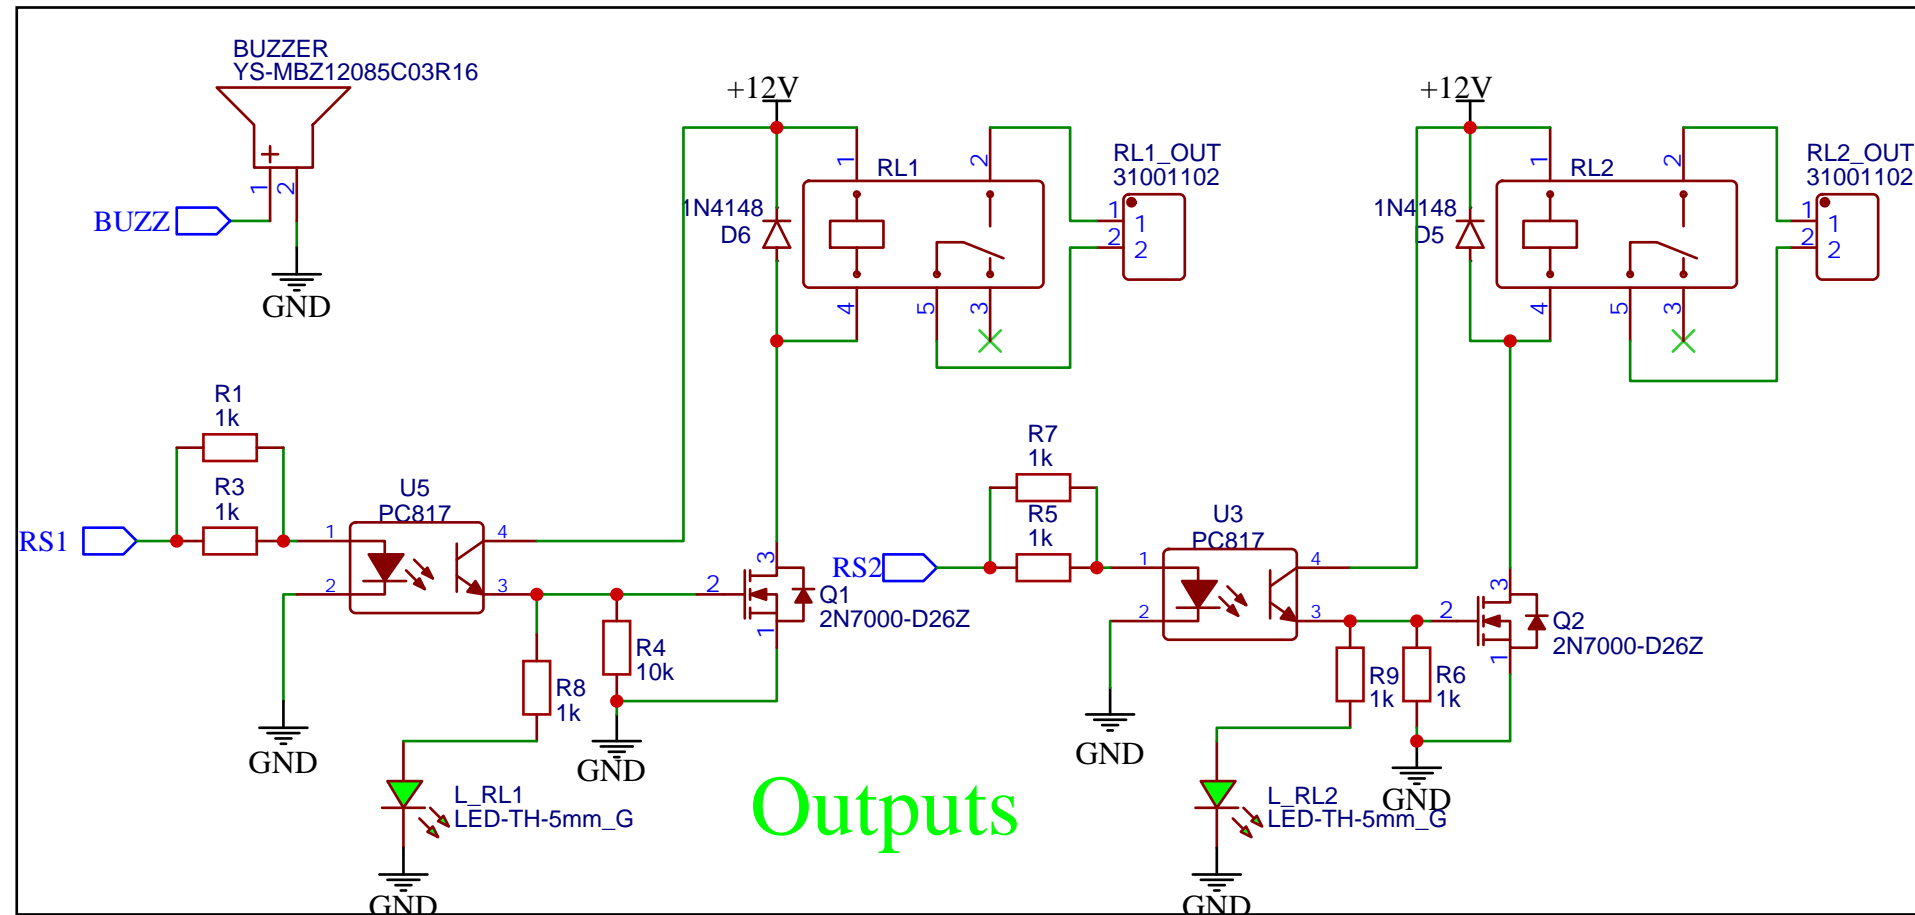 BUZZER
YS-MBZ12085C03R16
+
1
2
BUZZ
GND
+12V
1N4148
D6
RL1
1
2
4
5
3
RL1_OUT
31001102
1
1
2
2
+12V
1N4148
D5
RL2
1
2
4
5
3
RL2_OUT
31001102
1
1
2
2
R1
1k
R3
1k
RS1
U5
PC817
1
2
4
3
GND
R8
1k
R4
10k
GND
2
3
1
Q1
2N7000-D26Z
L_RL1
LED-TH-5mm_G
GND
R7
1k
R5
1k
RS2
U3
PC817
1
2
4
3
GND
R9
1k
R6
1k
GND
2
3
1
Q2
2N7000-D26Z
L_RL2
LED-TH-5mm_G
GND
Outputs